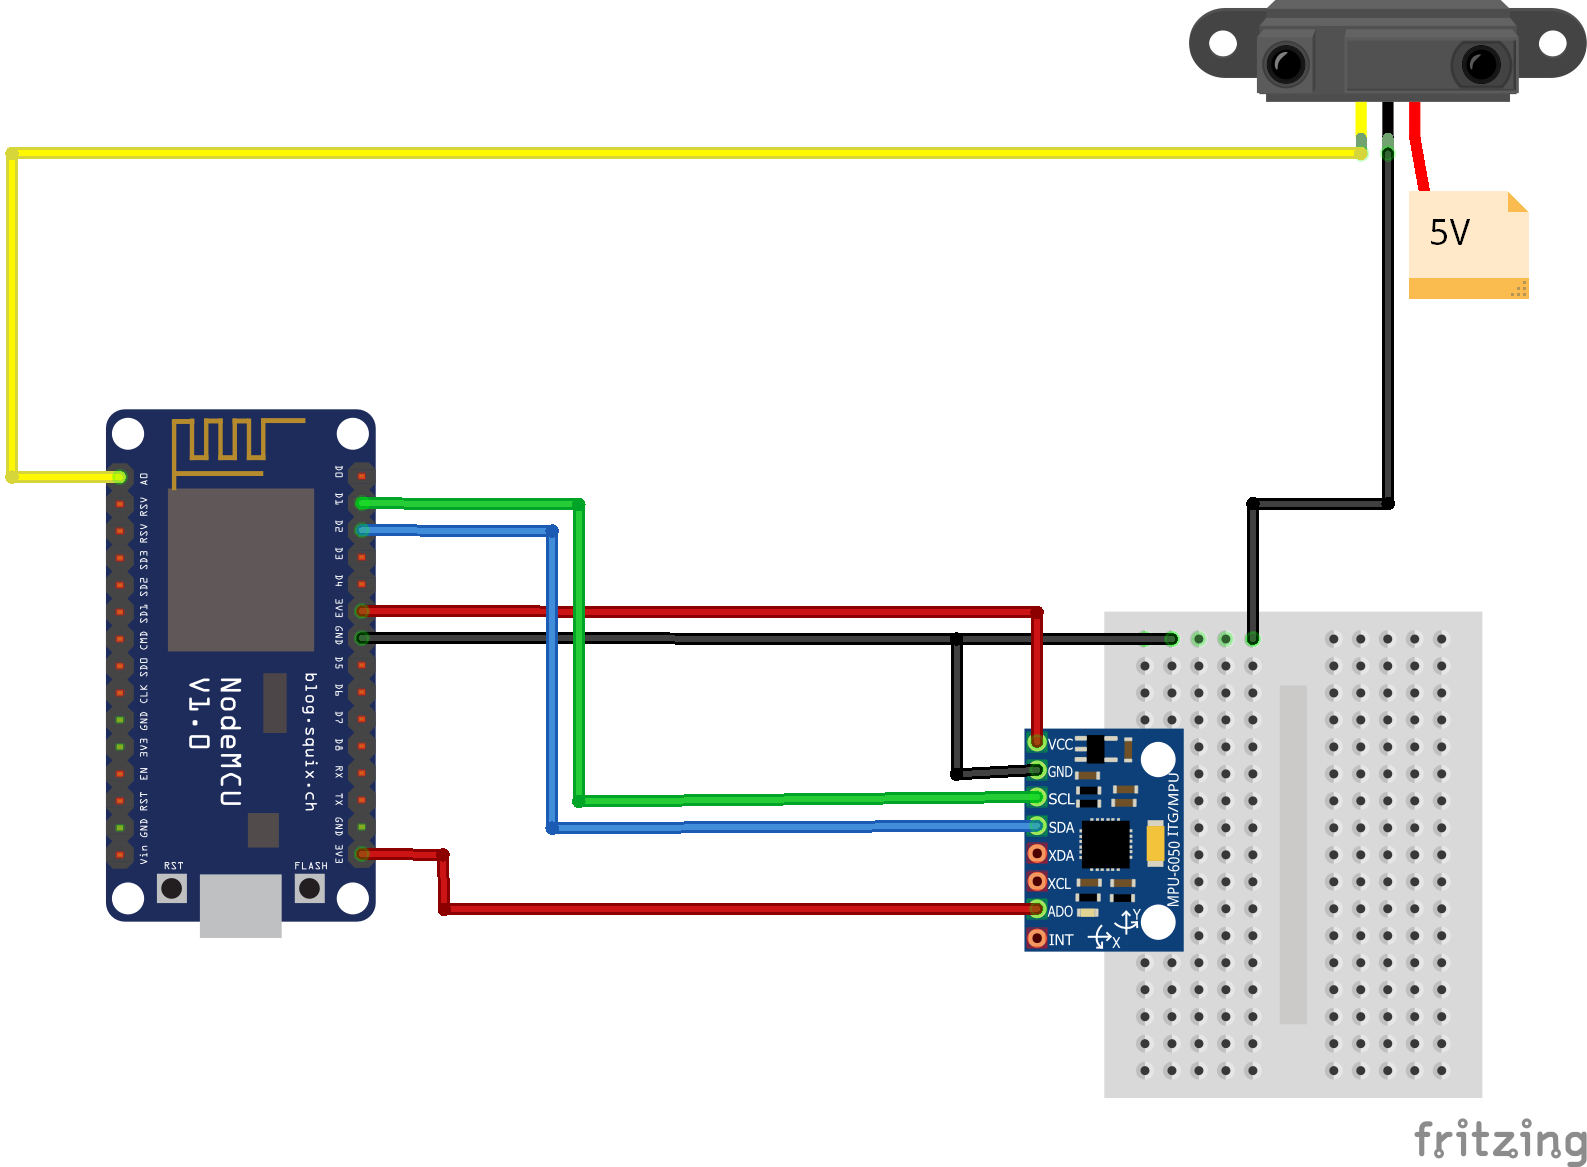 5V
A0
RSV
RSV
SD3
SD2
SD1
CMD
SD0
CLK
GND
3V3
EN
RST
GND
Vin
D0
D1
D2
D3
D4
3V3
GND
D5
D6
D7
D8
RX
TX
GND
3V3
NodeMCU
V1.0
blog.squix.ch
RST
FLASH
VCC
GND
SCL
SDA
XDA
XCL
ADO
INT
MPU-6050 ITG/MPU
Y
X
fritzing